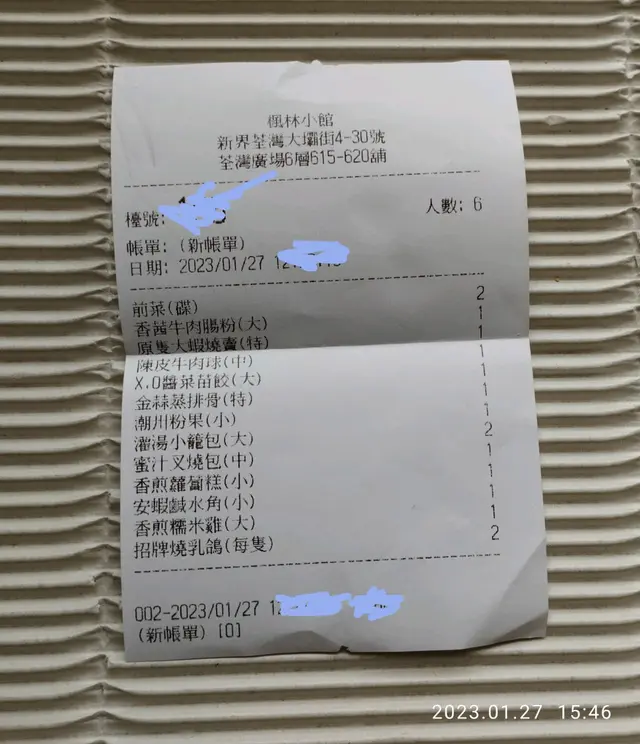 楓林小館
新界荃灣大壩街4-30號
荃灣廣場6層615-620舖
檯號: 人數: 6
帳單: (新帳單)
日期: 2023/01/27
前菜(碟) 2
香茜牛肉腸粉(大) 1
原隻大蝦燒賣(特) 1
陳皮牛肉球(中) 1
X.O醬菜苗餃(大) 1
金蒜蒸排骨(特) 1
潮州粉果(小) 1
灌湯小籠包(大) 2
蜜汁叉燒包(中) 1
香煎蘿蔔糕(小) 1
安蝦鹹水角(小) 1
香煎糯米雞(大) 1
招牌燒乳鴿(每隻) 2
002-2023/01/27
(新帳單) [0]
2023.01.27 15:46